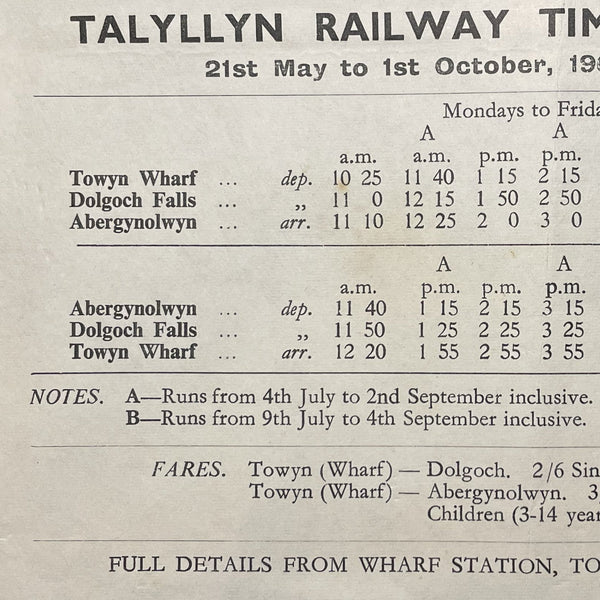 TALYLLYN RAILWAY
21st May to 1st October,
Mondays to
A A
a.m. a.m. p.m. p.m.
Towyn Wharf ... dep. 10 25 11 40 1 15 2 15
Dolgoch Falls ... „ 11 0 12 15 1 50 2 50
Abergynolwyn ... arr. 11 10 12 25 2 0 3 0
A A
a.m. p.m. p.m. p.m.
Abergynolwyn ... dep. 11 40 1 15 2 15 3 15
Dolgoch Falls ... „ 11 50 1 25 2 25 3 25
Towyn Wharf ... arr. 12 20 1 55 2 55 3 55
NOTES. A—Runs from 4th July to 2nd September inclusive.
B—Runs from 9th July to 4th September inclusive.
FARES. Towyn (Wharf) — Dolgoch. 2/6
Towyn (Wharf) — Abergynolwyn.
Children (3-14
FULL DETAILS FROM WHARF STATION,